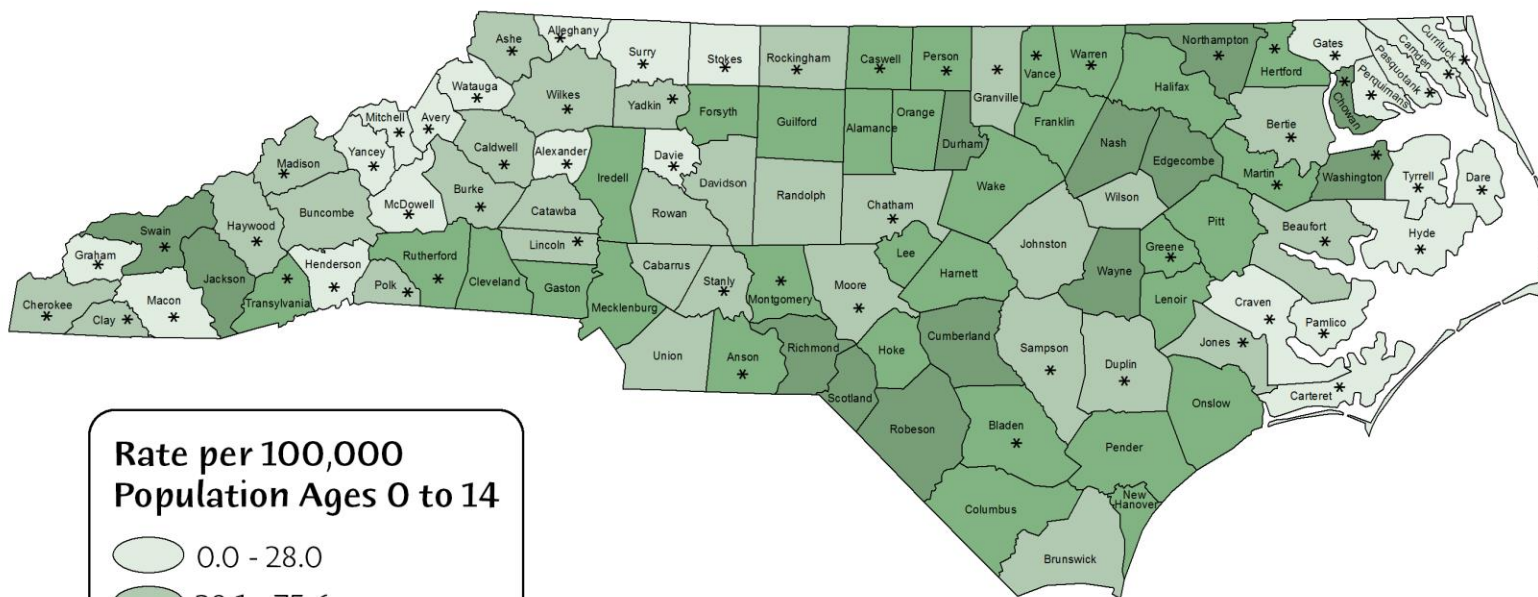 Ashe
Alleghany
Surry
Stokes
Rockingham
Caswell
Person
Granville
Vance
Warren
Northampton
Hertford
Gates
Currituck
Camden
Pasquotank
Perquimans
Chowan
Watauga
Wilkes
Yadkin
Forsyth
Guilford
Alamance
Orange
Durham
Franklin
Halifax
Bertie
Mitchell
Avery
Caldwell
Alexander
Davie
Iredell
Davidson
Randolph
Chatham
Wake
Nash
Edgecombe
Martin
Washington
Tyrrell
Dare
Madison
Yancey
McDowell
Burke
Catawba
Rowan
Wilson
Pitt
Beaufort
Hyde
Swain
Haywood
Buncombe
Lincoln
Johnston
Greene
Graham
Jackson
Henderson
Rutherford
Cleveland
Gaston
Cabarrus
Stanly
Montgomery
Moore
Lee
Harnett
Wayne
Lenoir
Craven
Pamlico
Cherokee
Clay
Macon
Transylvania
Polk
Mecklenburg
Union
Anson
Richmond
Hoke
Cumberland
Sampson
Duplin
Jones
Carteret
Scotland
Robeson
Bladen
Pender
Onslow
Columbus
New
Hanover
Brunswick
Rate per 100,000
Population Ages 0 to 14
0.0 - 28.0